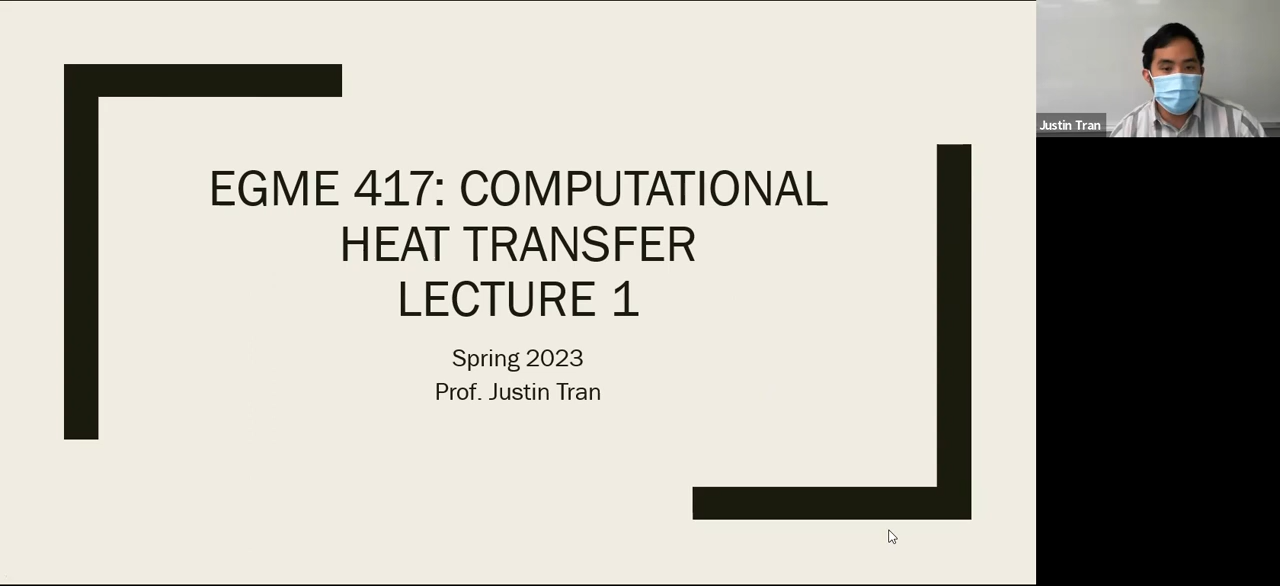 EGME 417: COMPUTATIONAL
HEAT TRANSFER
LECTURE 1
Spring 2023
Prof. Justin Tran
Justin Tran